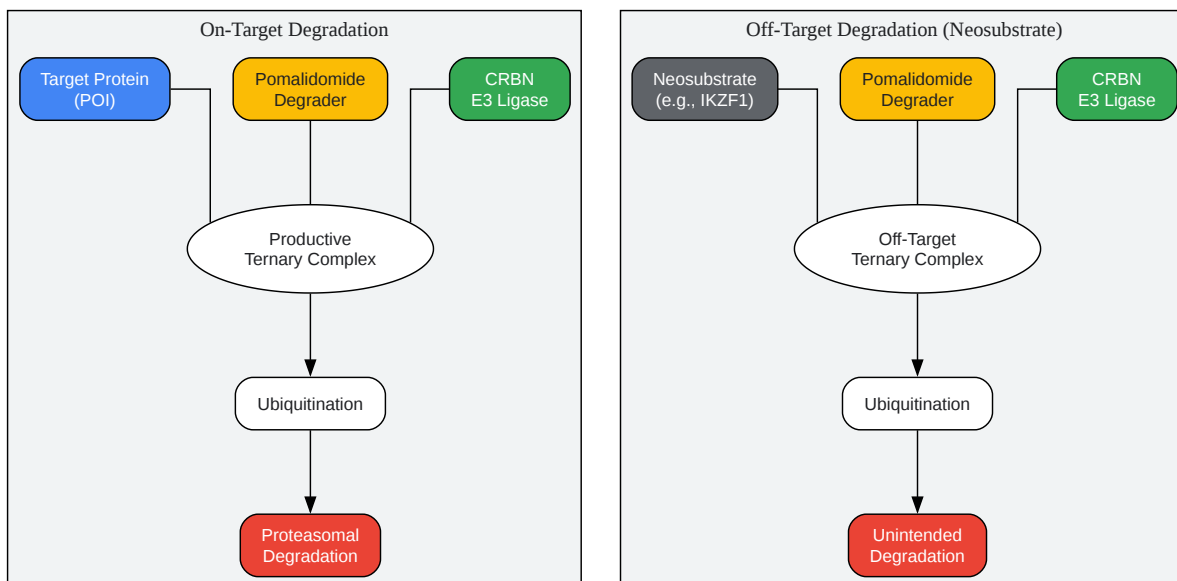 On-Target Degradation
Target Protein
(POI)
Pomalidomide
Degrader
CRBN
E3 Ligase
Productive
Ternary Complex
Ubiquitination
Proteasomal
Degradation
Off-Target Degradation (Neosubstrate)
Neosubstrate
(e.g., IKZF1)
Pomalidomide
Degrader
CRBN
E3 Ligase
Off-Target
Ternary Complex
Ubiquitination
Unintended
Degradation